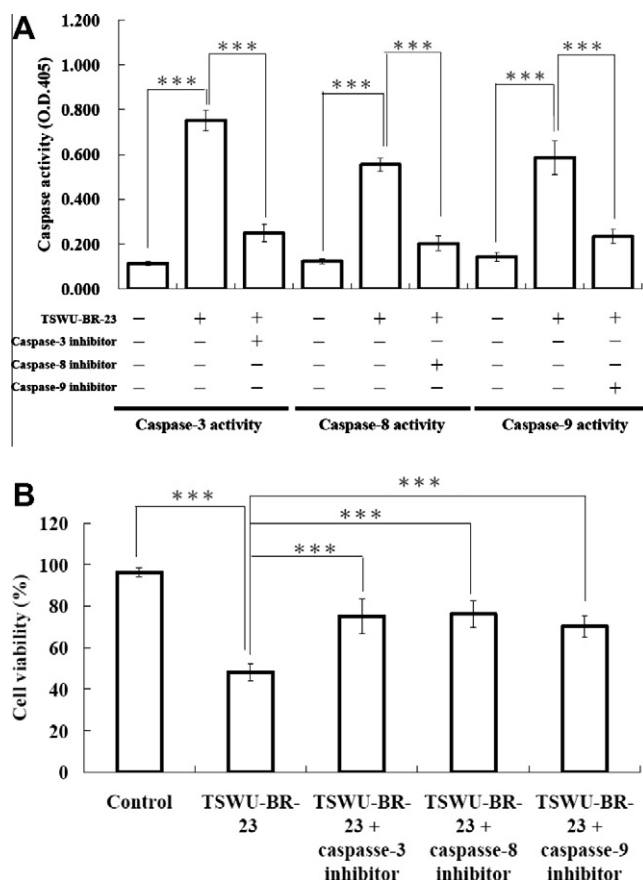 A
Caspase activity (O.D.405)
1.200
1.000
0.800
0.600
0.400
0.200
0.000
*** *** *** *** *** ***
TSWU-BR-23 − + + − + + − + +
Caspase-3 inhibitor − − + − − − − − −
Caspase-8 inhibitor − − − − − + − − −
Caspase-9 inhibitor − − − − − − − − +
Caspase-3 activity Caspase-8 activity Caspase-9 activity
B
Cell viability (%)
120
100
80
60
40
20
0
***
***
***
***
Control
TSWU-BR-
23
TSWU-BR-
23 +
caspasse-3
inhibitor
TSWU-BR-
23 +
caspasse-8
inhibitor
TSWU-BR-
23 +
caspasse-9
inhibitor